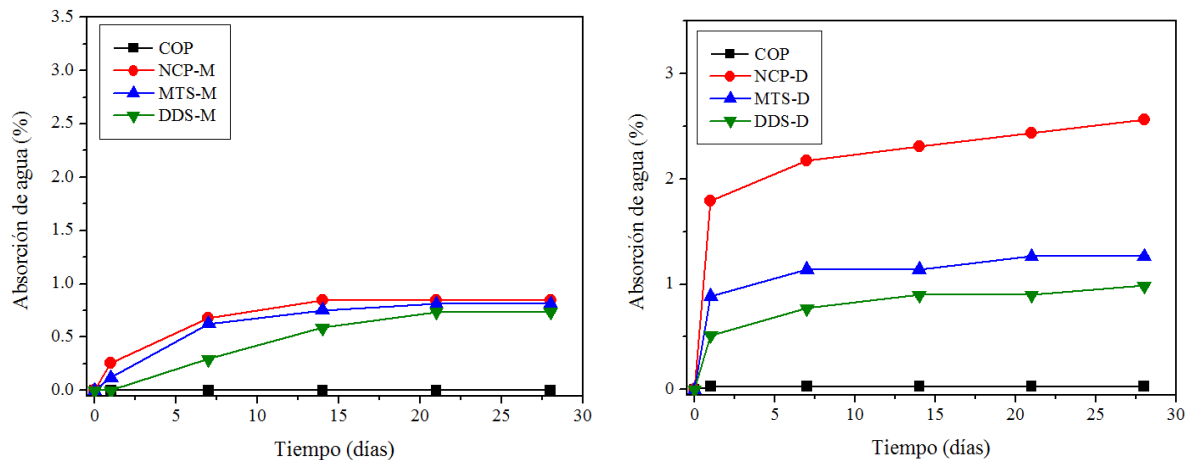 3.5
3.0
2.5
2.0
1.5
1.0
0.5
0.0
Absorción de agua (%)
COP
NCP-M
MTS-M
DDS-M
0 5 10 15 20 25 30
Tiempo (días)
3
2
1
0
Absorción de agua (%)
COP
NCP-D
MTS-D
DDS-D
0 5 10 15 20 25 30
Tiempo (días)